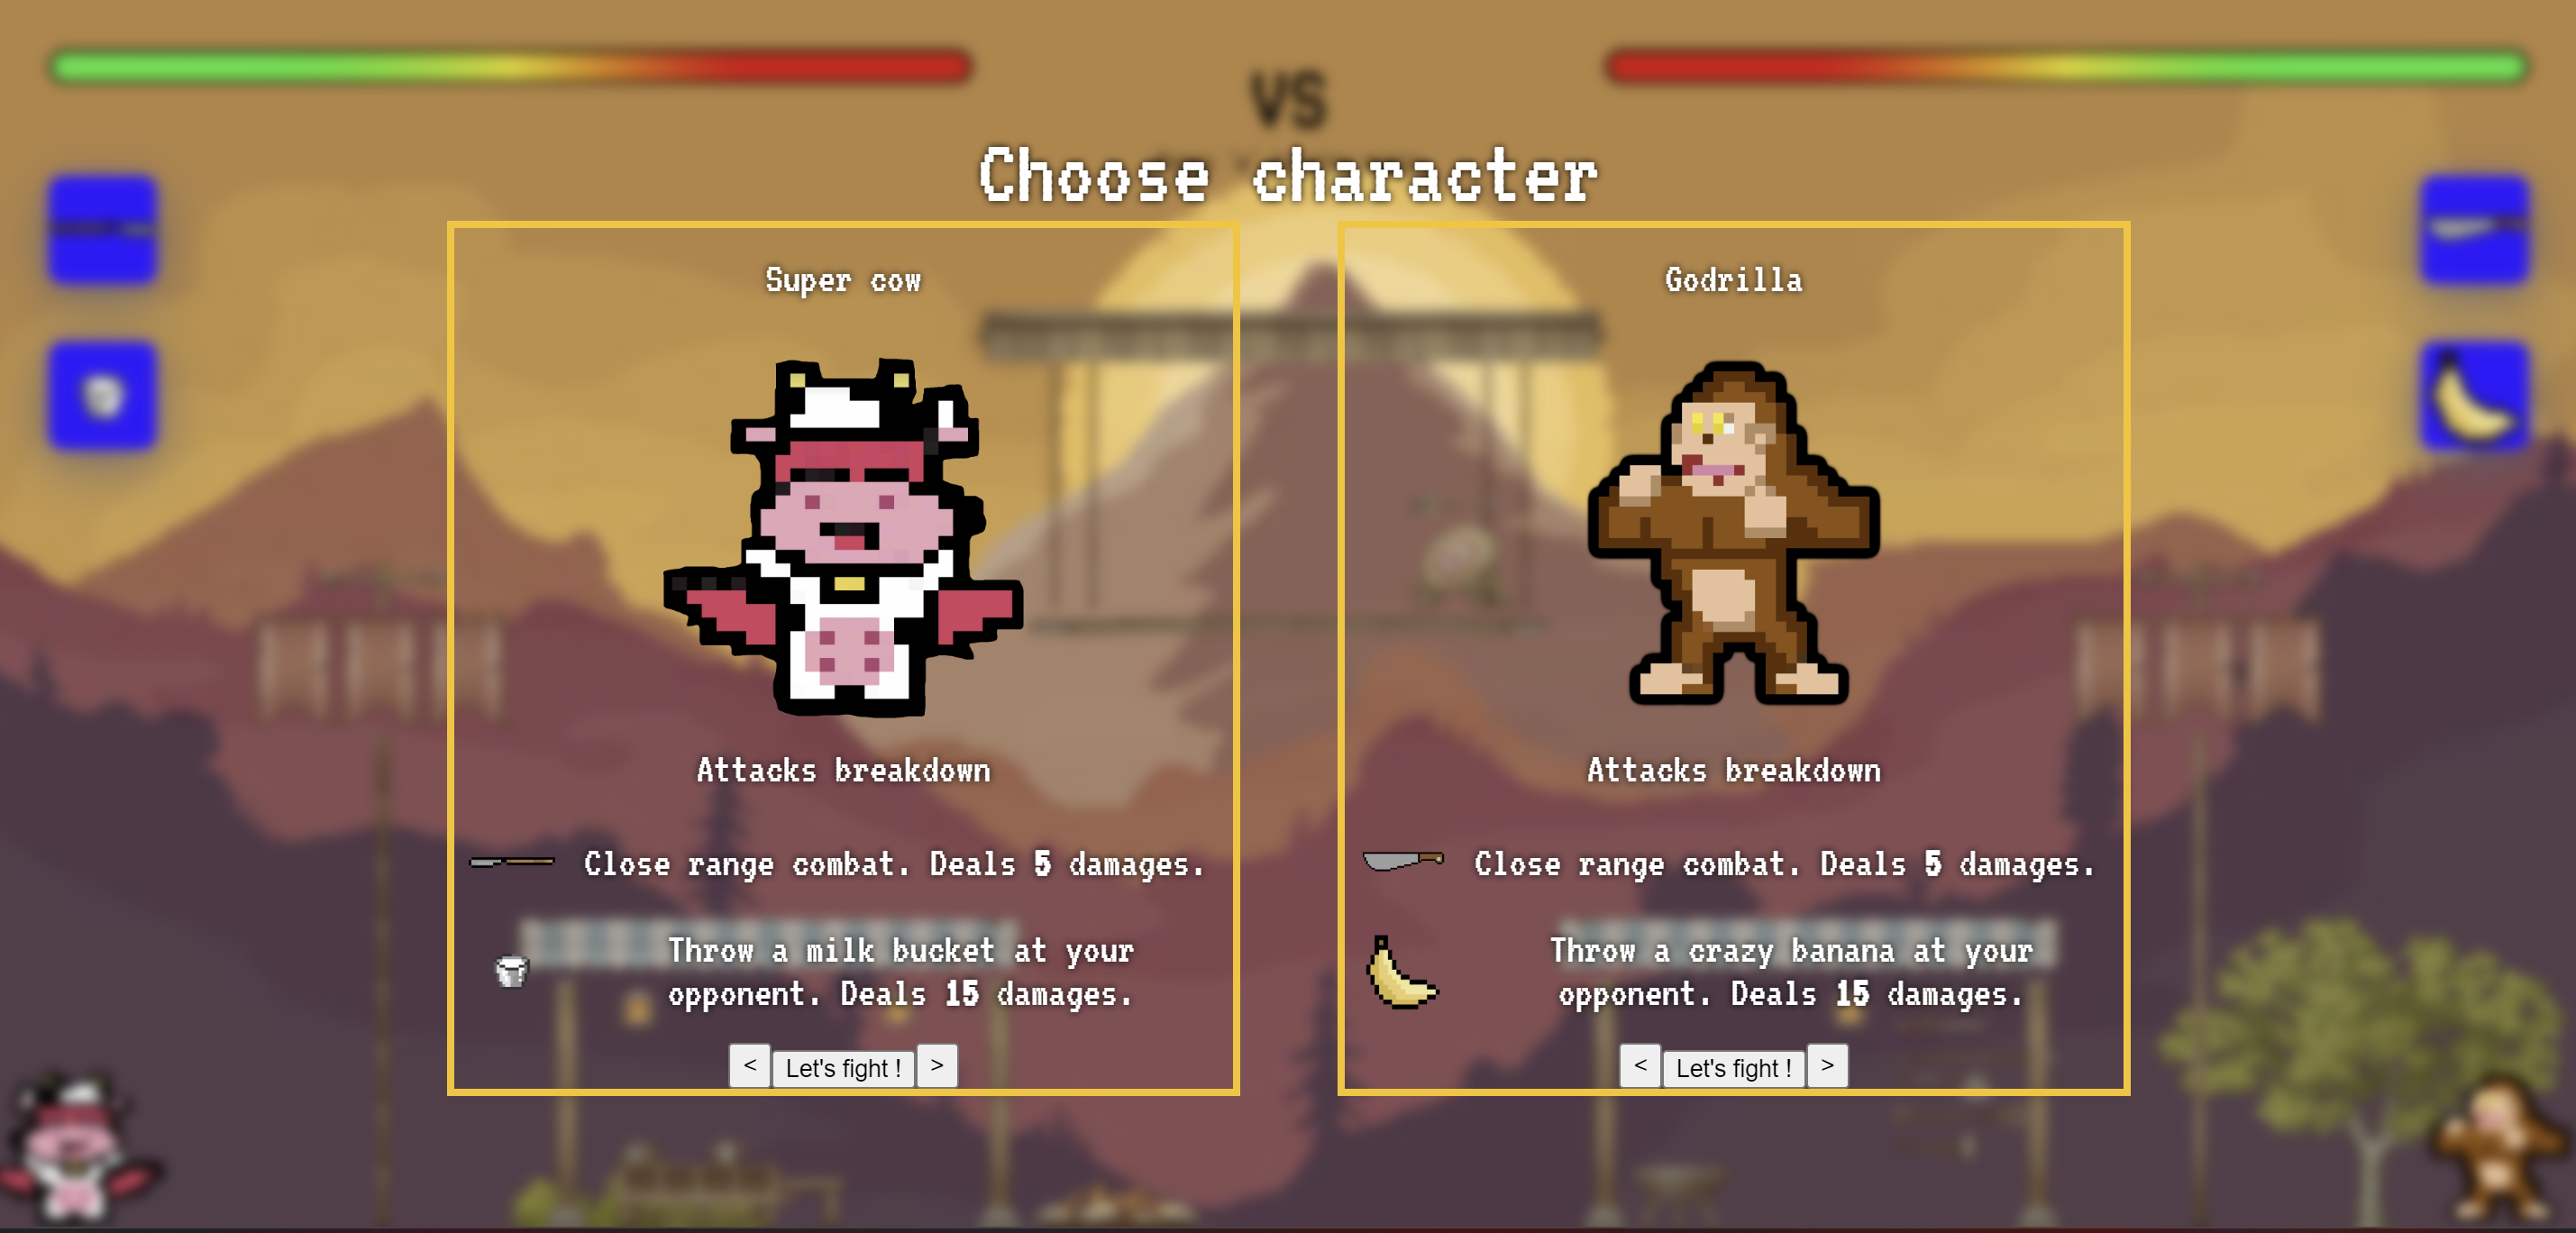 VS
Choose character
Super cow
Attacks breakdown
Close range combat. Deals 5 damages.
Throw a milk bucket at your
opponent. Deals 15 damages.
< Let's fight ! >
Godrilla
Attacks breakdown
Close range combat. Deals 5 damages.
Throw a crazy banana at your
opponent. Deals 15 damages.
< Let's fight ! >